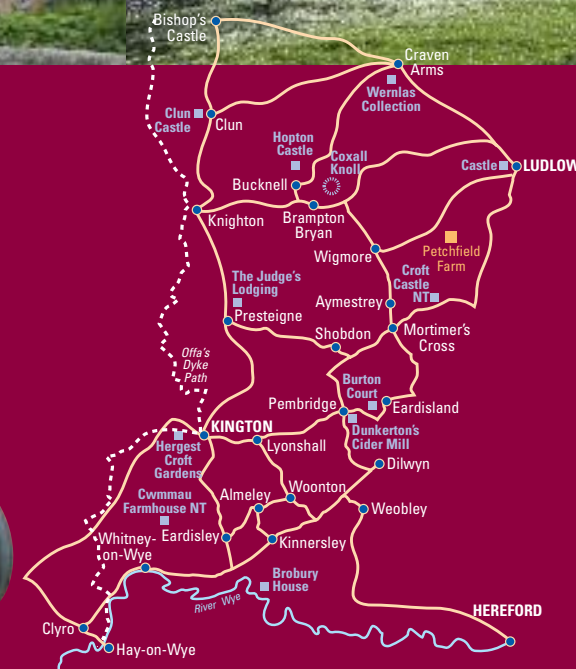 Bishop's
Castle
Craven
Arms
Wernlas
Collection
Clun
Castle
Clun
Hopton
Castle
Coxall
Knoll
Castle
LUDLOW
Bucknell
Knighton
Brampton
Bryan
Wigmore
Petchfield
Farm
Croft
Castle
NT
The Judge's
Lodging
Aymestrey
Presteigne
Mortimer's
Cross
Shobdon
Offa's
Dyke
Path
Burton
Court
Pembridge
Eardisland
KINGTON
Dunkerton's
Cider Mill
Lyonshall
Hergest
Croft
Gardens
Dilwyn
Cwmmau
Farmhouse NT
Almeley
Woonton
Weobley
Whitney-
on-Wye
Eardisley
Kinnersley
Brobury
House
River Wye
HEREFORD
Clyro
Hay-on-Wye